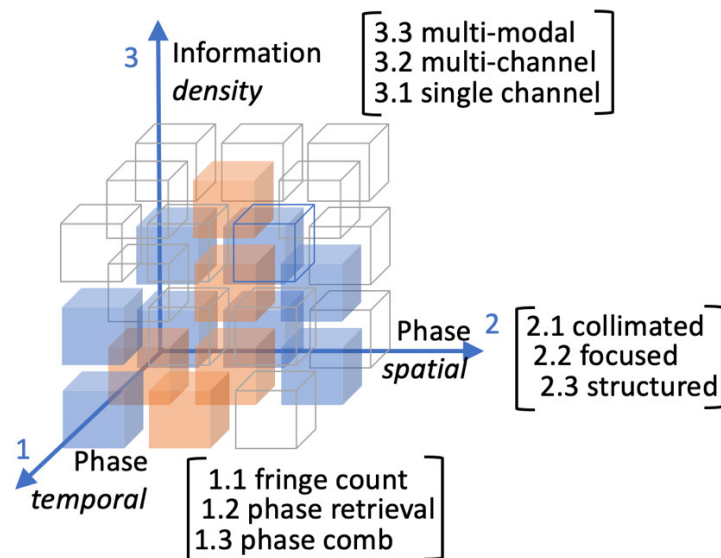 3
Information
density
3.3 multi-modal
3.2 multi-channel
3.1 single channel
Phase
spatial
2
2.1 collimated
2.2 focused
2.3 structured
1
Phase
temporal
1.1 fringe count
1.2 phase retrieval
1.3 phase comb